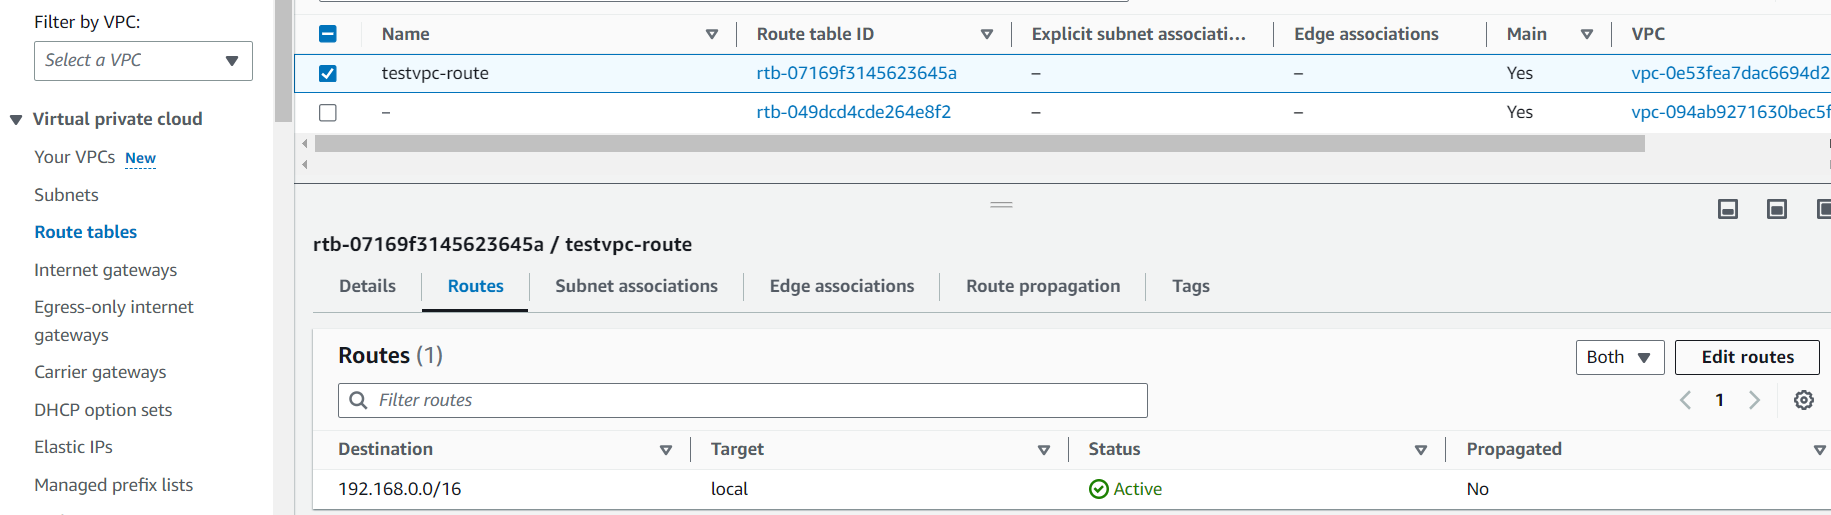 Filter by VPC:
Select a VPC
Virtual private cloud
Your VPCs New
Subnets
Route tables
Internet gateways
Egress-only internet
gateways
Carrier gateways
DHCP option sets
Elastic IPs
Managed prefix lists
Name Route table ID Explicit subnet associati... Edge associations Main VPC
testvpc-route rtb-07169f3145623645a – – Yes vpc-0e53fea7dac6694d2
– rtb-049dcd4cde264e8f2 – – Yes vpc-094ab9271630bec5f
rtb-07169f3145623645a / testvpc-route
Details Routes Subnet associations Edge associations Route propagation Tags
Routes (1)
Both Edit routes
Filter routes
1
Destination Target Status Propagated
192.168.0.0/16 local Active No